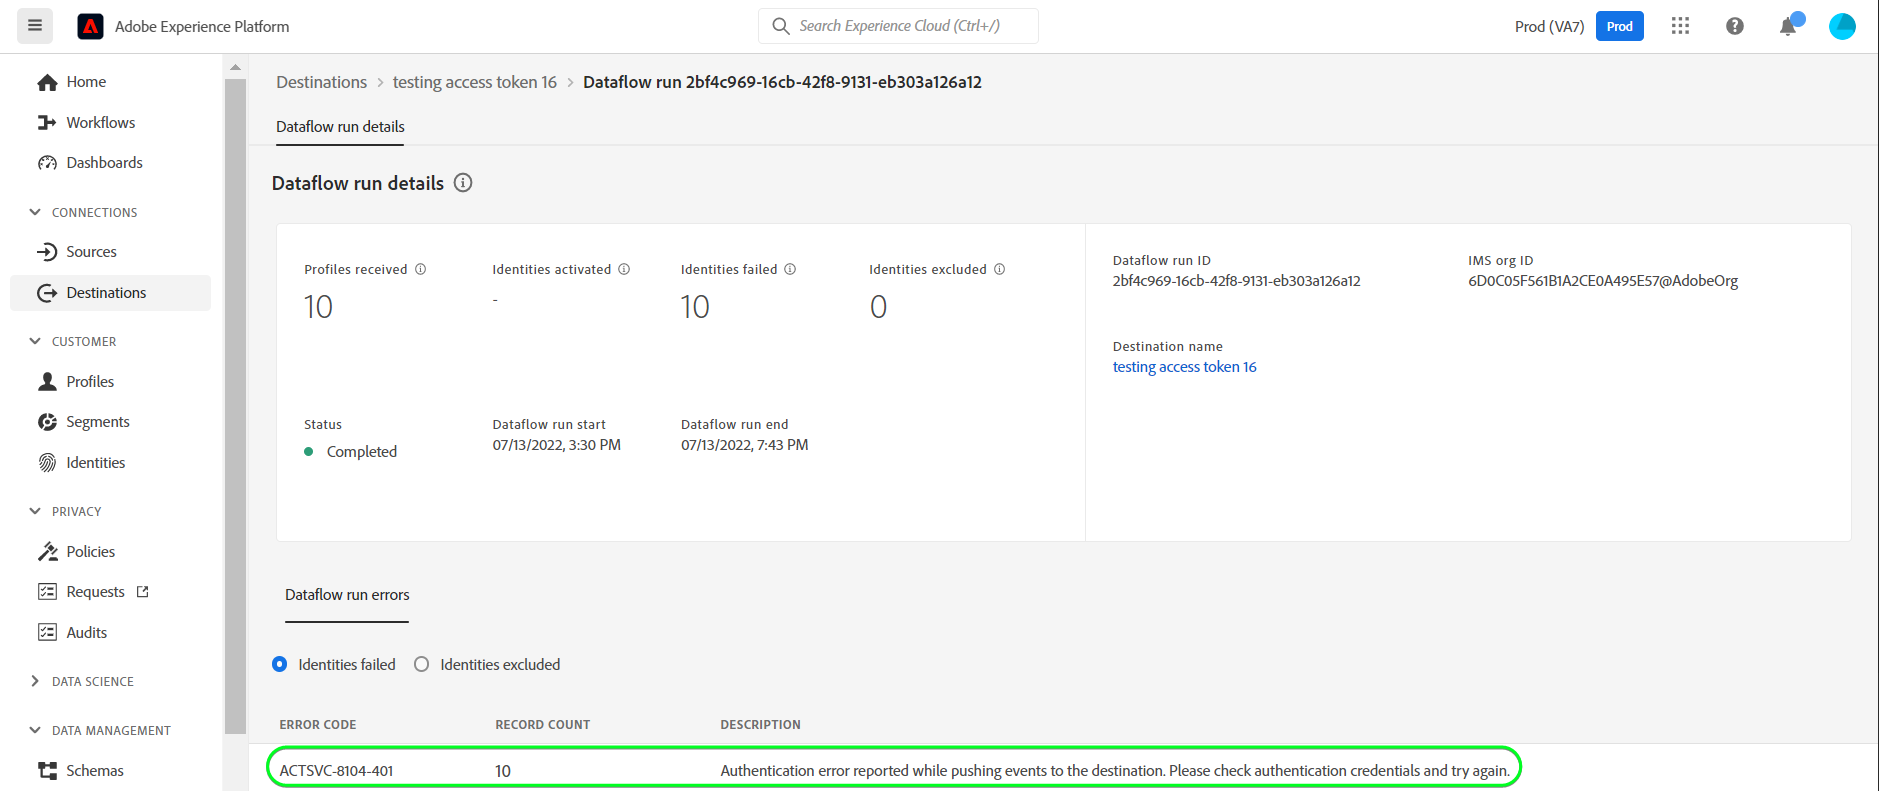 Adobe Experience Platform
Search Experience Cloud (Ctrl+/)
Prod (VA7)
Prod
Home
Workflows
Dashboards
CONNECTIONS
Sources
Destinations
CUSTOMER
Profiles
Segments
Identities
PRIVACY
Policies
Requests
Audits
DATA SCIENCE
DATA MANAGEMENT
Schemas
Destinations > testing access token 16 > Dataflow run 2bf4c969-16cb-42f8-9131-eb303a126a12
Dataflow run details
Dataflow run details
Profiles received
10
Identities activated
-
Identities failed
10
Identities excluded
0
Status
Completed
Dataflow run start
07/13/2022, 3:30 PM
Dataflow run end
07/13/2022, 7:43 PM
Dataflow run ID
2bf4c969-16cb-42f8-9131-eb303a126a12
IMS org ID
6D0C05F561B1A2CE0A495E57@AdobeOrg
Destination name
testing access token 16
Dataflow run errors
Identities failed
Identities excluded
ERROR CODE RECORD COUNT DESCRIPTION
ACTSVC-8104-401 10 Authentication error reported while pushing events to the destination. Please check authentication credentials and try again.